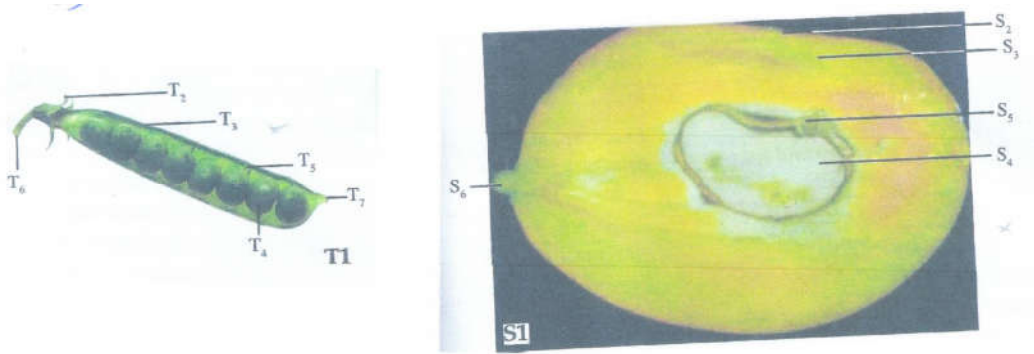 T₂
T₃
T₅
T₆
T₇
T₄
T1
S₂
S₃
S₅
S₄
S₆
S1